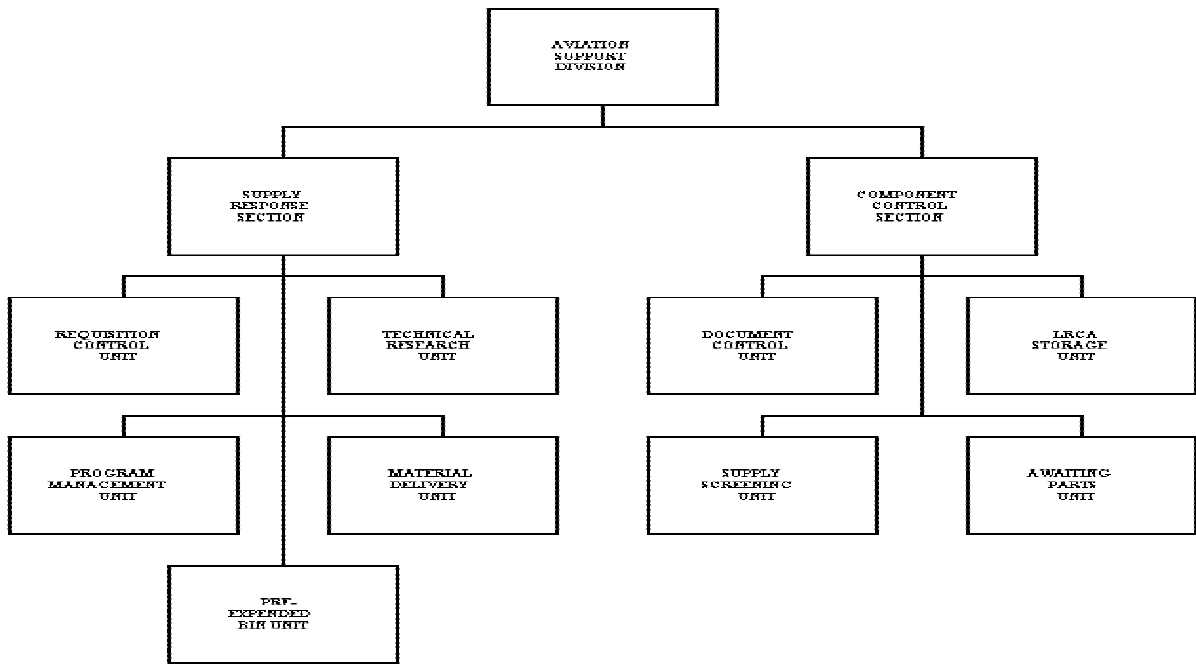 AVIATION
SUPPORT
DIVISION
SUPPLY
RESPONSE
SECTION
COMPONENT
CONTROL
SECTION
REQUISITION
CONTROL
UNIT
TECHNICAL
RESEARCH
UNIT
DOCUMENT
CONTROL
UNIT
LRCA
STORAGE
UNIT
PROGRAM
MANAGEMENT
UNIT
MATERIAL
DELIVERY
UNIT
SUPPLY
SCREENING
UNIT
AWAITING
PARTS
UNIT
PRE-
EXPENDED
BIN UNIT